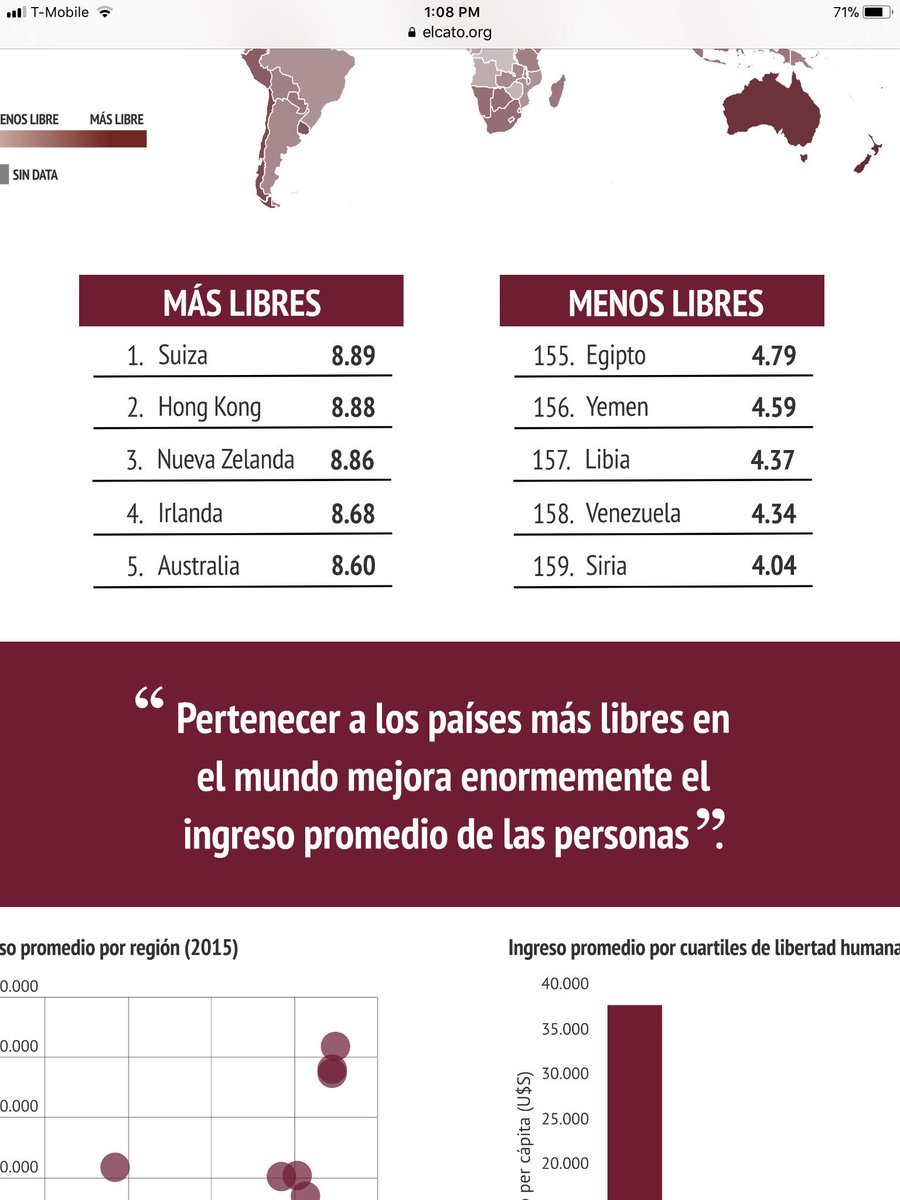 T-Mobile 1:08 PM 71%
elcato.org
ENOS LIBRE MÁS LIBRE
SIN DATA
MÁS LIBRES
1. Suiza 8.89
2. Hong Kong 8.88
3. Nueva Zelanda 8.86
4. Irlanda 8.68
5. Australia 8.60
MENOS LIBRES
155. Egipto 4.79
156. Yemen 4.59
157. Libia 4.37
158. Venezuela 4.34
159. Siria 4.04
“ Pertenecer a los países más libres en
el mundo mejora enormemente el
ingreso promedio de las personas ”.
so promedio por región (2015)
0.000
0.000
0.000
0.000
Ingreso promedio por cuartiles de libertad humana
40.000
35.000
30.000
25.000
20.000
o per cápita (U$S)